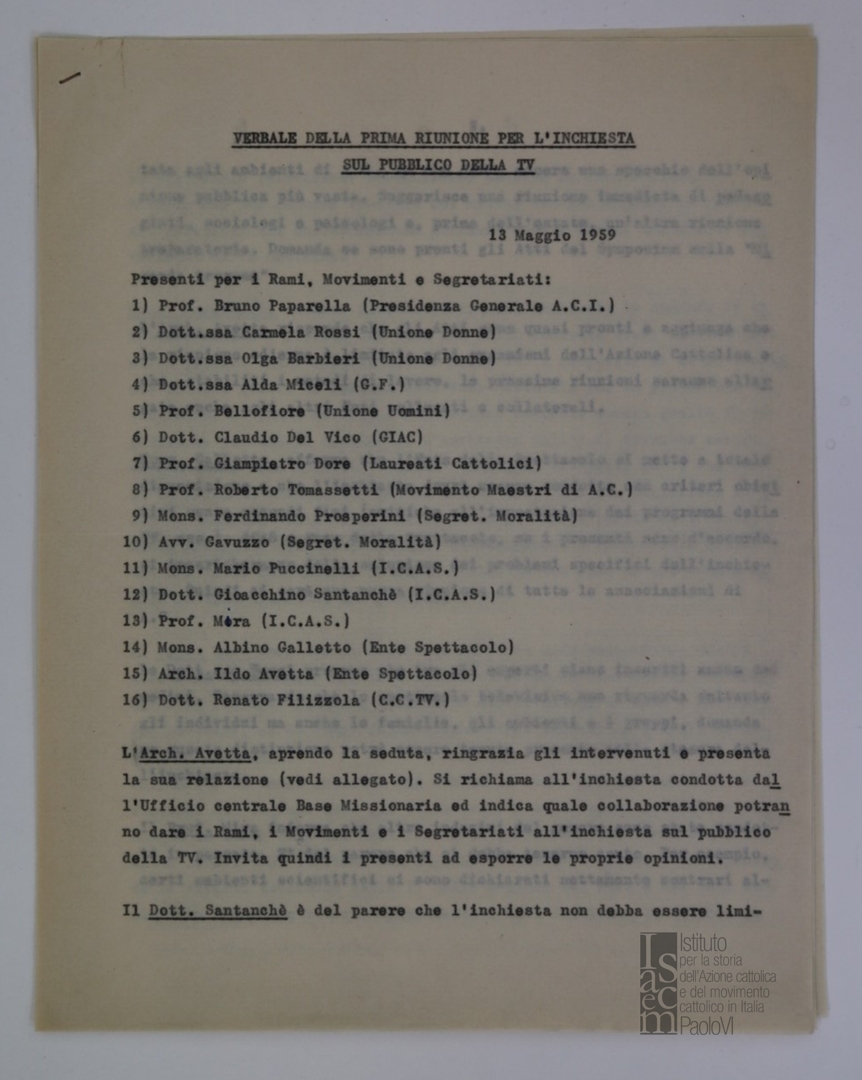 VERBALE DELLA PRIMA RIUNIONE PER L'INCHIESTA
SUL PUBBLICO DELLA TV
13 Maggio 1959
Presenti per i Rami, Movimenti e Segretariati:
1) Prof. Bruno Paparella (Presidenza Generale A.C.I.)
2) Dott.ssa Carmela Rossi (Unione Donne)
3) Dott.ssa Olga Barbieri (Unione Donne)
4) Dott.ssa Alda Miceli (G.F.)
5) Prof. Bellofiore (Unione Uomini)
6) Dott. Claudio Del Vico (GIAC)
7) Prof. Giampietro Dore (Laureati Cattolici)
8) Prof. Roberto Tomassetti (Movimento Maestri di A.C.)
9) Mons. Ferdinando Prosperini (Segret. Moralità)
10) Avv. Gavuzzo (Segret. Moralità)
11) Mons. Mario Puccinelli (I.C.A.S.)
12) Dott. Gioacchino Santanchè (I.C.A.S.)
13) Prof. (I.C.A.S.)
14) Mons. Albino Galletto (Ente Spettacolo)
15) Arch. Ildo Avetta (Ente Spettacolo)
16) Dott. Renato Filizzola (C.C.TV.)
L'Arch. Avetta, aprendo la seduta, ringrazia gli intervenuti e presenta
la sua relazione (vedi allegato). Si richiama all'inchiesta condotta dal
l'Ufficio centrale Base Missionaria ed indica quale collaborazione potran
no dare i Rami, i Movimenti e i Segretariati all'inchiesta sul pubblico
della TV. Invita quindi i presenti ad esporre le proprie opinioni.
Il Dott. Santanchè è del parere che l'inchiesta non debba essere limi-
Isacem
Istituto
per la storia
dell'Azione cattolica
e del movimento
cattolico in Italia
PaoloVI